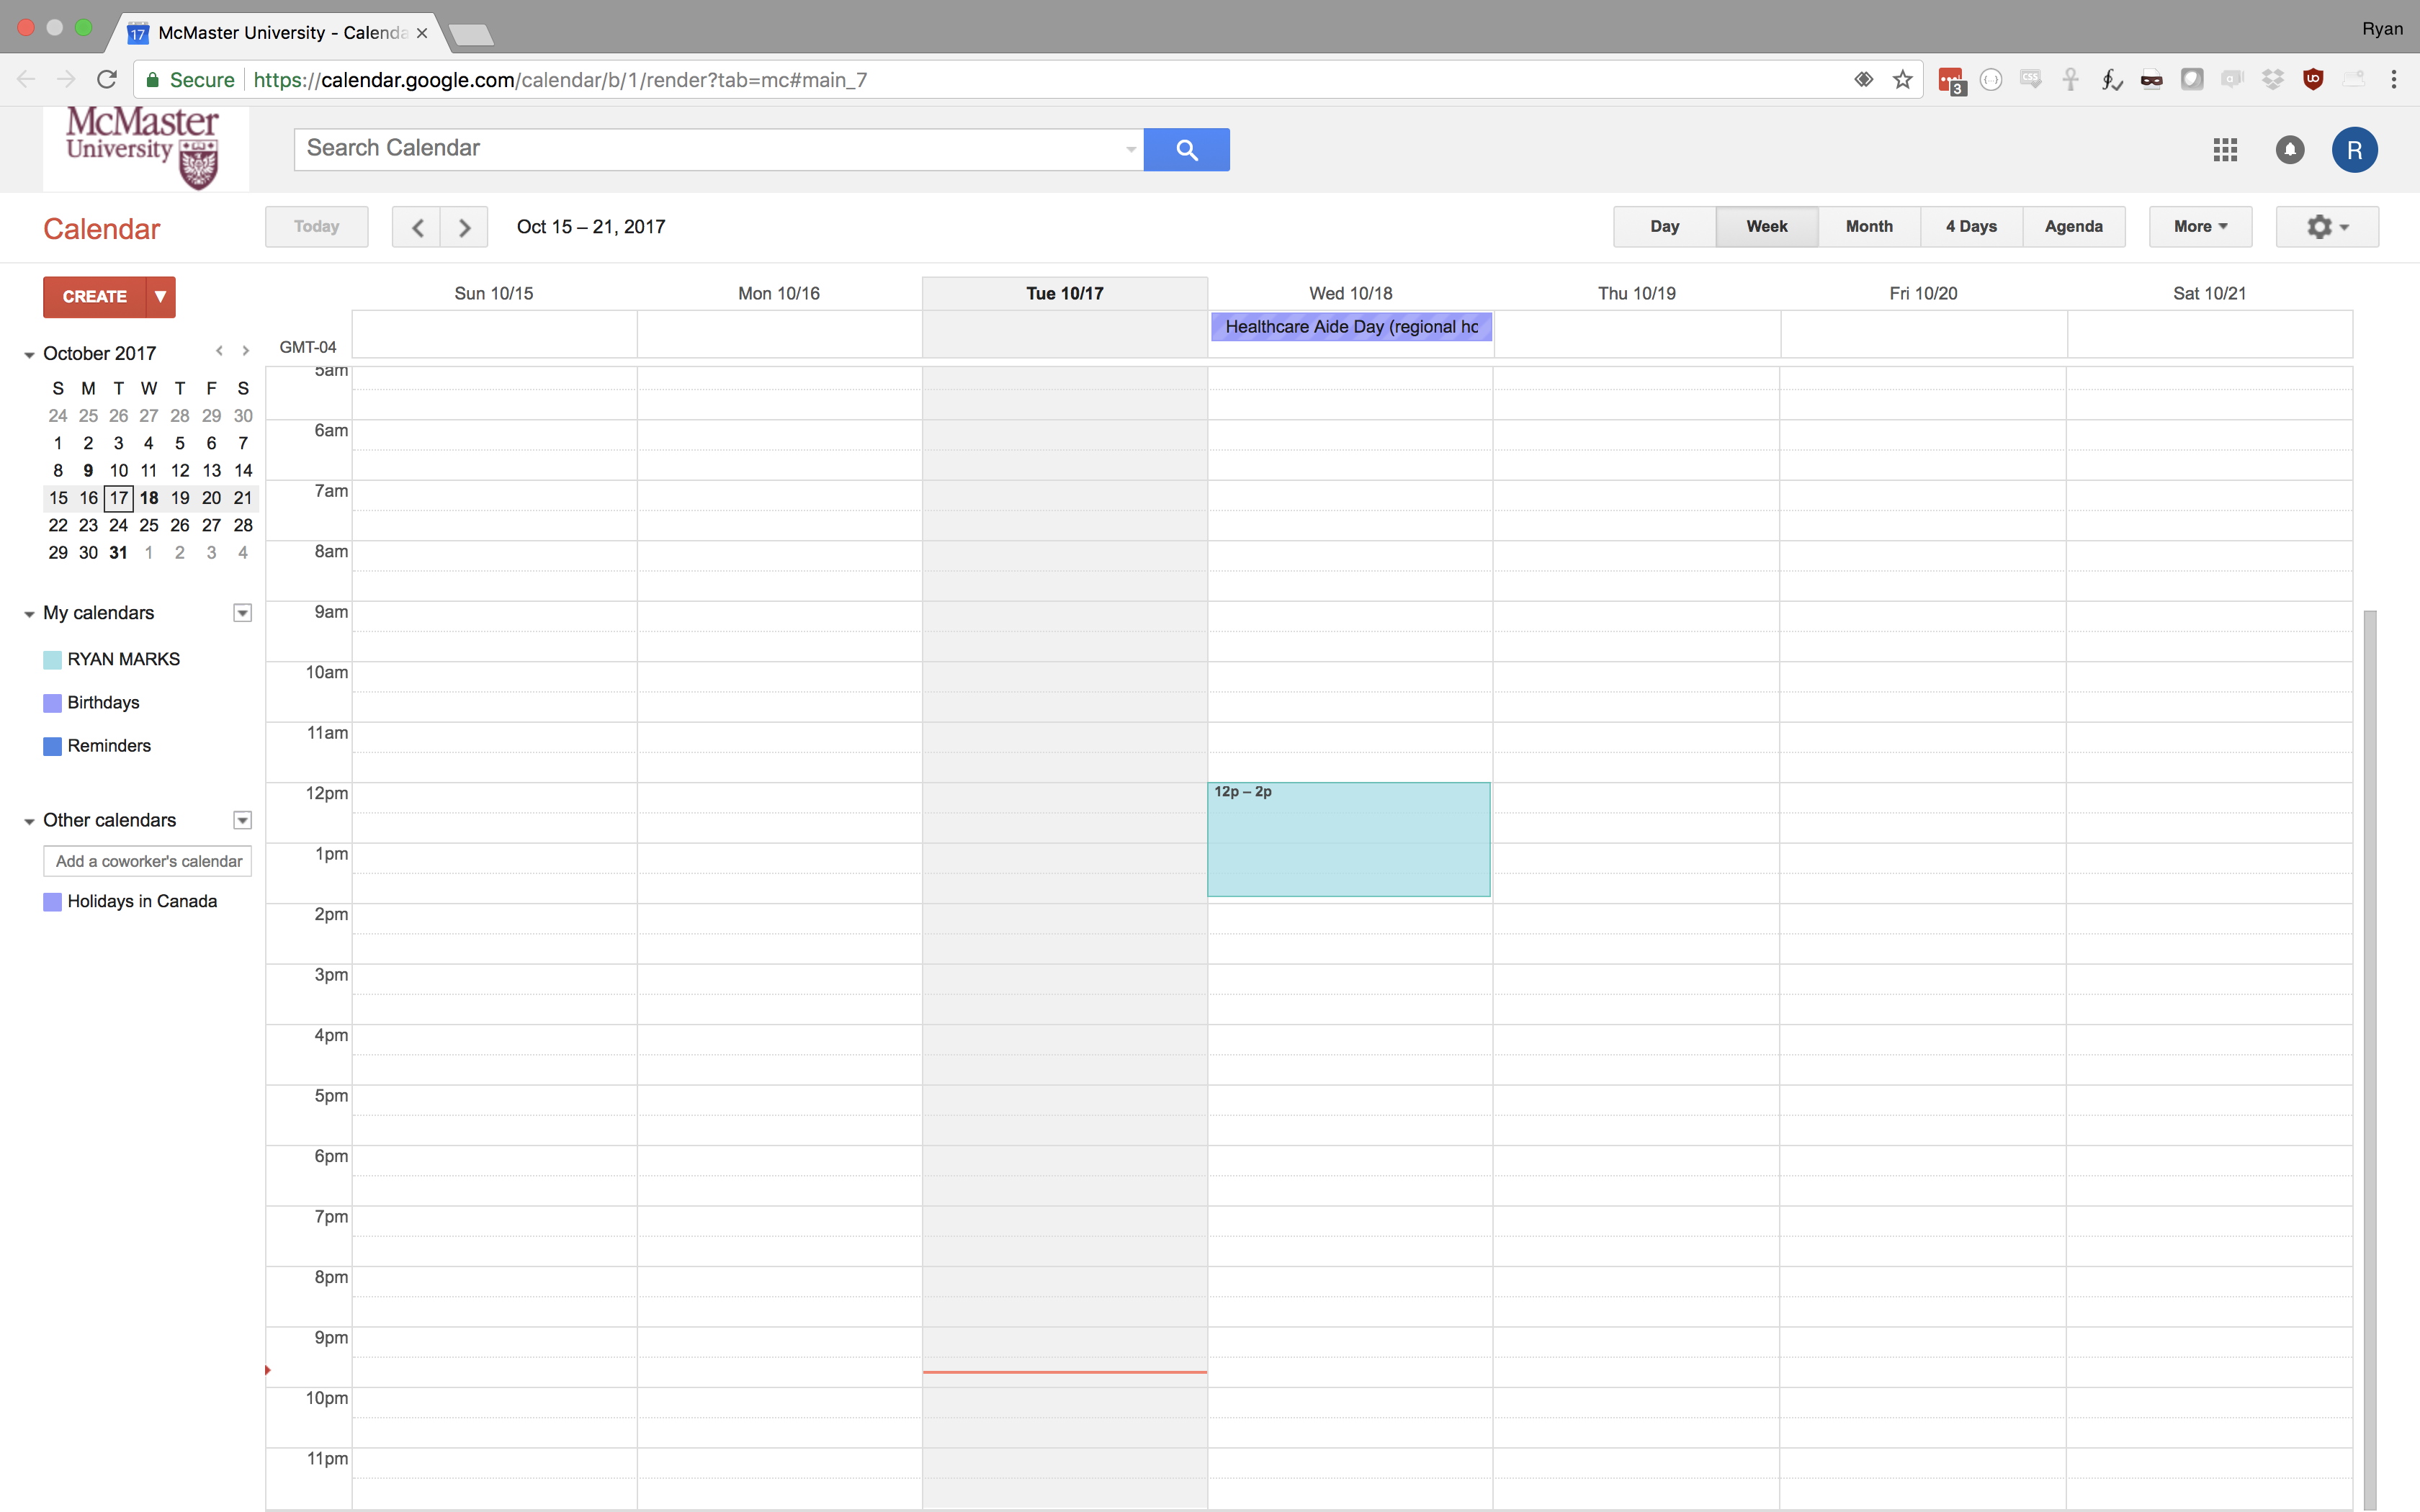 McMaster University - Calenda
Ryan
Secure
https://calendar.google.com/calendar/b/1/render?tab=mc#main_7
3
McMaster
University
Search Calendar
R
Calendar
Today
Oct 15 – 21, 2017
Day
Week
Month
4 Days
Agenda
More
CREATE
Sun 10/15
Mon 10/16
Tue 10/17
Wed 10/18
Thu 10/19
Fri 10/20
Sat 10/21
GMT-04
Healthcare Aide Day (regional ho
October 2017
S M T W T F S
24 25 26 27 28 29 30
1 2 3 4 5 6 7
8 9 10 11 12 13 14
15 16 17 18 19 20 21
22 23 24 25 26 27 28
29 30 31 1 2 3 4
My calendars
RYAN MARKS
Birthdays
Reminders
Other calendars
Add a coworker's calendar
Holidays in Canada
5am
6am
7am
8am
9am
10am
11am
12pm
12p – 2p
1pm
2pm
3pm
4pm
5pm
6pm
7pm
8pm
9pm
10pm
11pm